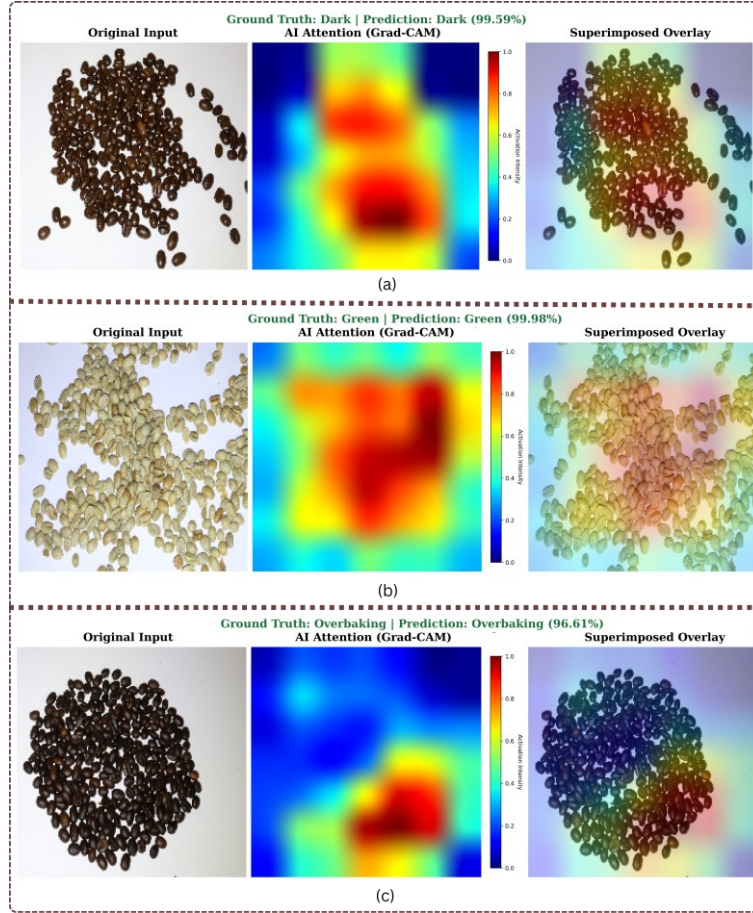 Ground Truth: Dark | Prediction: Dark (99.59%)
Original Input
AI Attention (Grad-CAM)
Superimposed Overlay
1.0
0.8
0.6
0.4
0.2
0.0
Activation Intensity
(a)
Ground Truth: Green | Prediction: Green (99.98%)
Original Input
AI Attention (Grad-CAM)
Superimposed Overlay
1.0
0.8
0.6
0.4
0.2
0.0
Activation Intensity
(b)
Ground Truth: Overbaking | Prediction: Overbaking (96.61%)
Original Input
AI Attention (Grad-CAM)
Superimposed Overlay
1.0
0.8
0.6
0.4
0.2
0.0
Activation Intensity
(c)